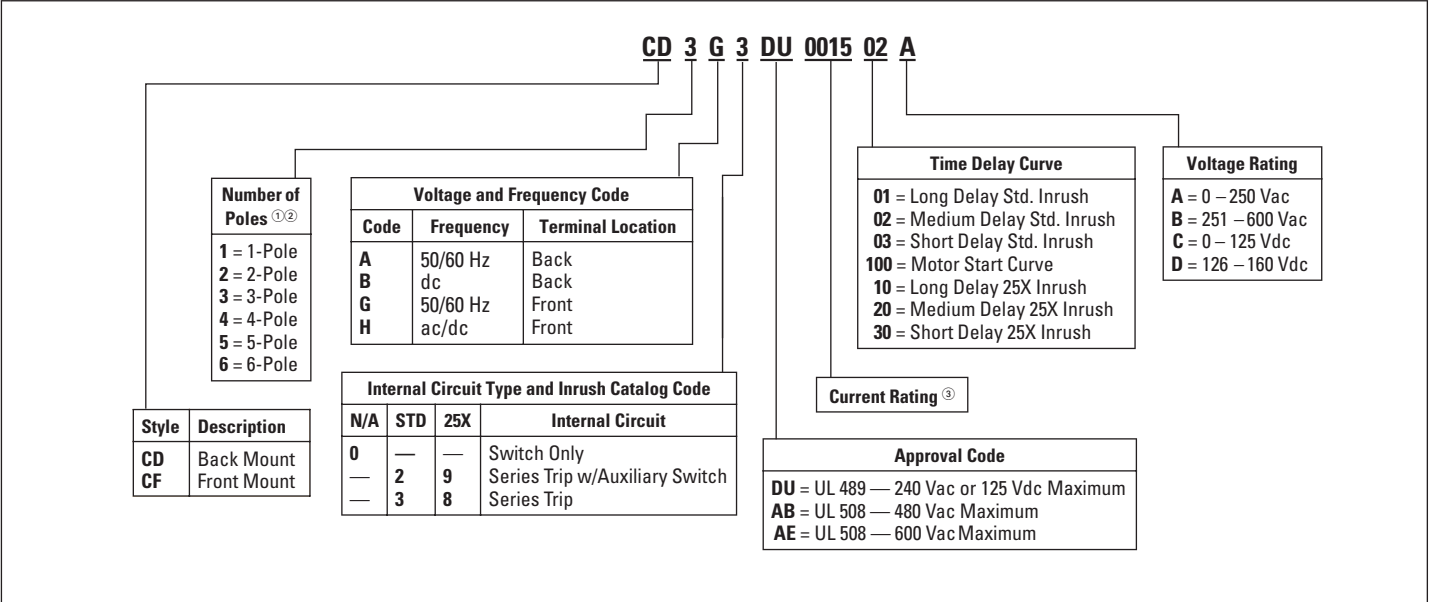 CD 3 G 3 DU 0015 02 A
Number of
Poles ①②
1 = 1-Pole
2 = 2-Pole
3 = 3-Pole
4 = 4-Pole
5 = 5-Pole
6 = 6-Pole
Voltage and Frequency Code
Code Frequency Terminal Location
A 50/60 Hz Back
B dc Back
G 50/60 Hz Front
H ac/dc Front
Time Delay Curve
01 = Long Delay Std. Inrush
02 = Medium Delay Std. Inrush
03 = Short Delay Std. Inrush
100 = Motor Start Curve
10 = Long Delay 25X Inrush
20 = Medium Delay 25X Inrush
30 = Short Delay 25X Inrush
Voltage Rating
A = 0 – 250 Vac
B = 251 – 600 Vac
C = 0 – 125 Vdc
D = 126 – 160 Vdc
Style Description
CD Back Mount
CF Front Mount
Internal Circuit Type and Inrush Catalog Code
N/A STD 25X Internal Circuit
0 — — Switch Only
— 2 9 Series Trip w/Auxiliary Switch
— 3 8 Series Trip
Current Rating ③
Approval Code
DU = UL 489 — 240 Vac or 125 Vdc Maximum
AB = UL 508 — 480 Vac Maximum
AE = UL 508 — 600 Vac Maximum